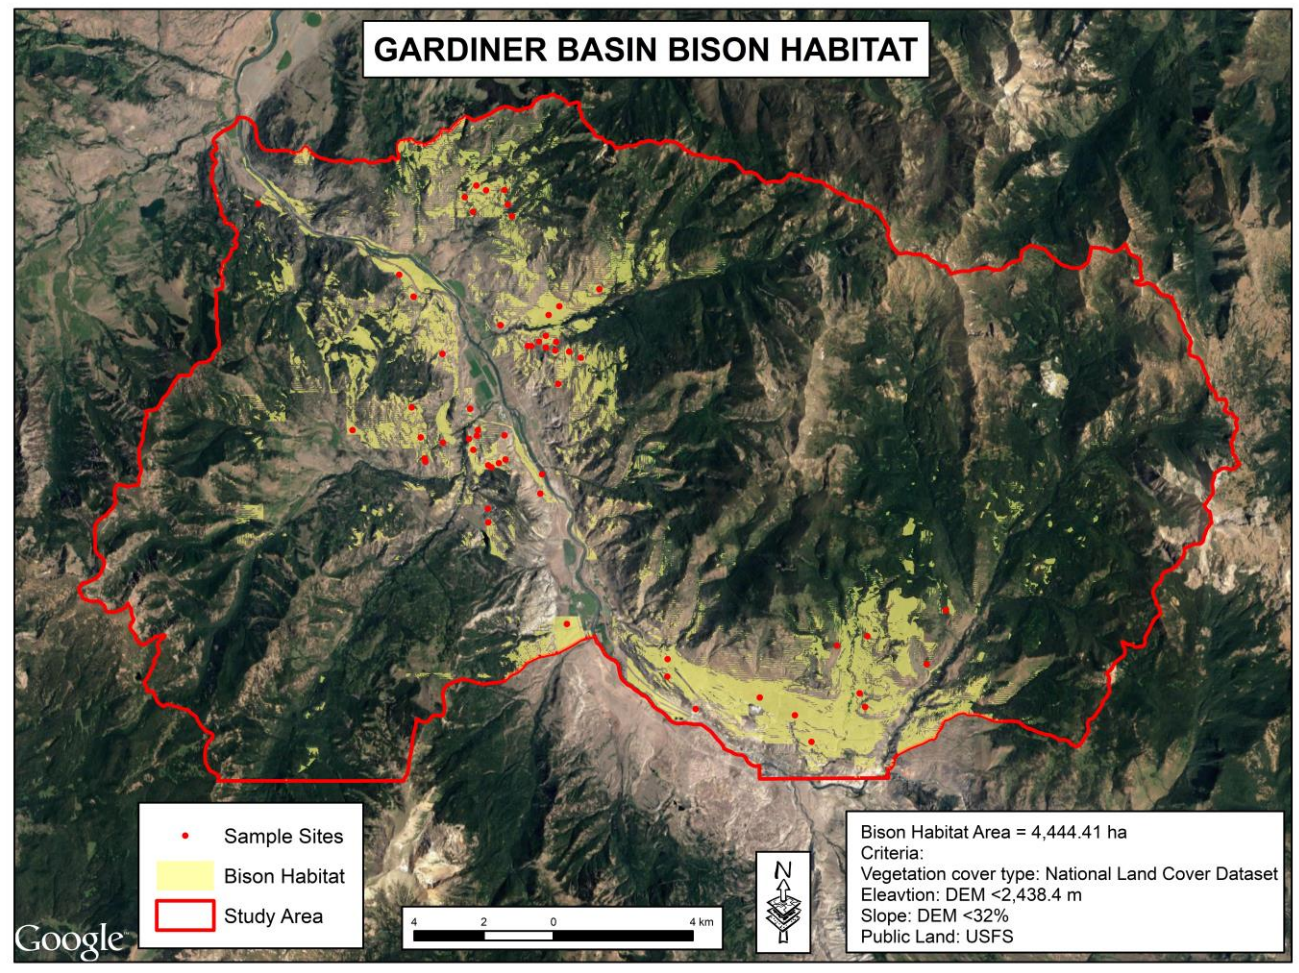 GARDINER BASIN BISON HABITAT
Sample Sites
Bison Habitat
Study Area
4 2 0 4 km
N
Bison Habitat Area = 4,444.41 ha
Criteria:
Vegetation cover type: National Land Cover Dataset
Eleavtion: DEM <2,438.4 m
Slope: DEM <32%
Public Land: USFS
Google